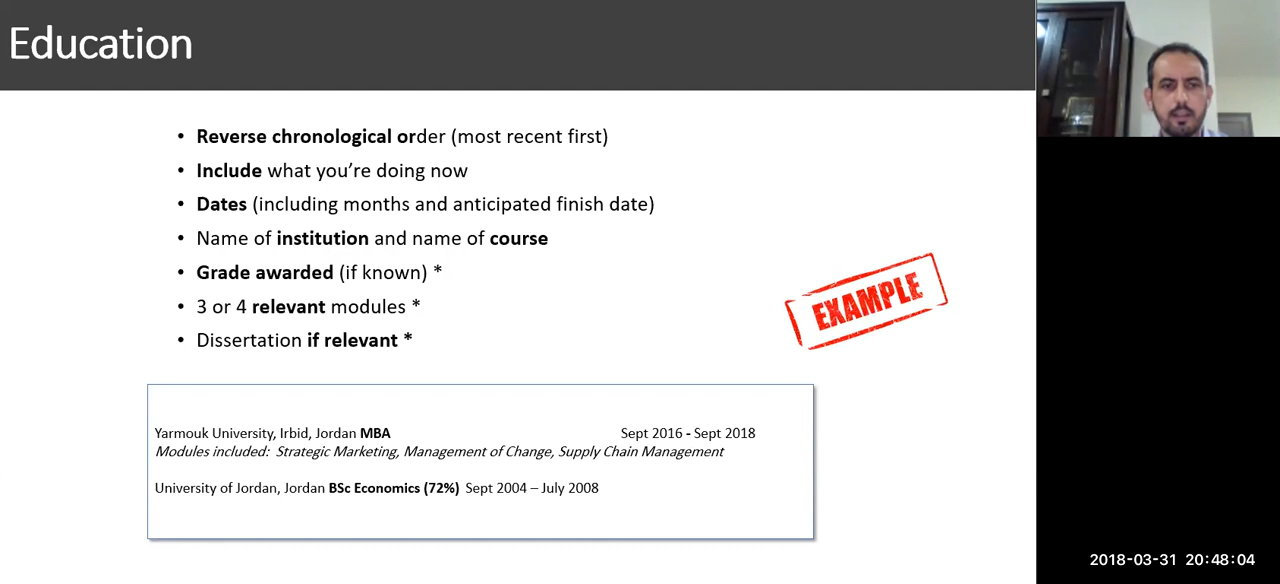 Education
• Reverse chronological order (most recent first)
• Include what you’re doing now
• Dates (including months and anticipated finish date)
• Name of institution and name of course
• Grade awarded (if known) *
• 3 or 4 relevant modules *
• Dissertation if relevant *
EXAMPLE
Yarmouk University, Irbid, Jordan MBA Sept 2016 - Sept 2018
Modules included: Strategic Marketing, Management of Change, Supply Chain Management
University of Jordan, Jordan BSc Economics (72%) Sept 2004 – July 2008
2018-03-31 20:48:04